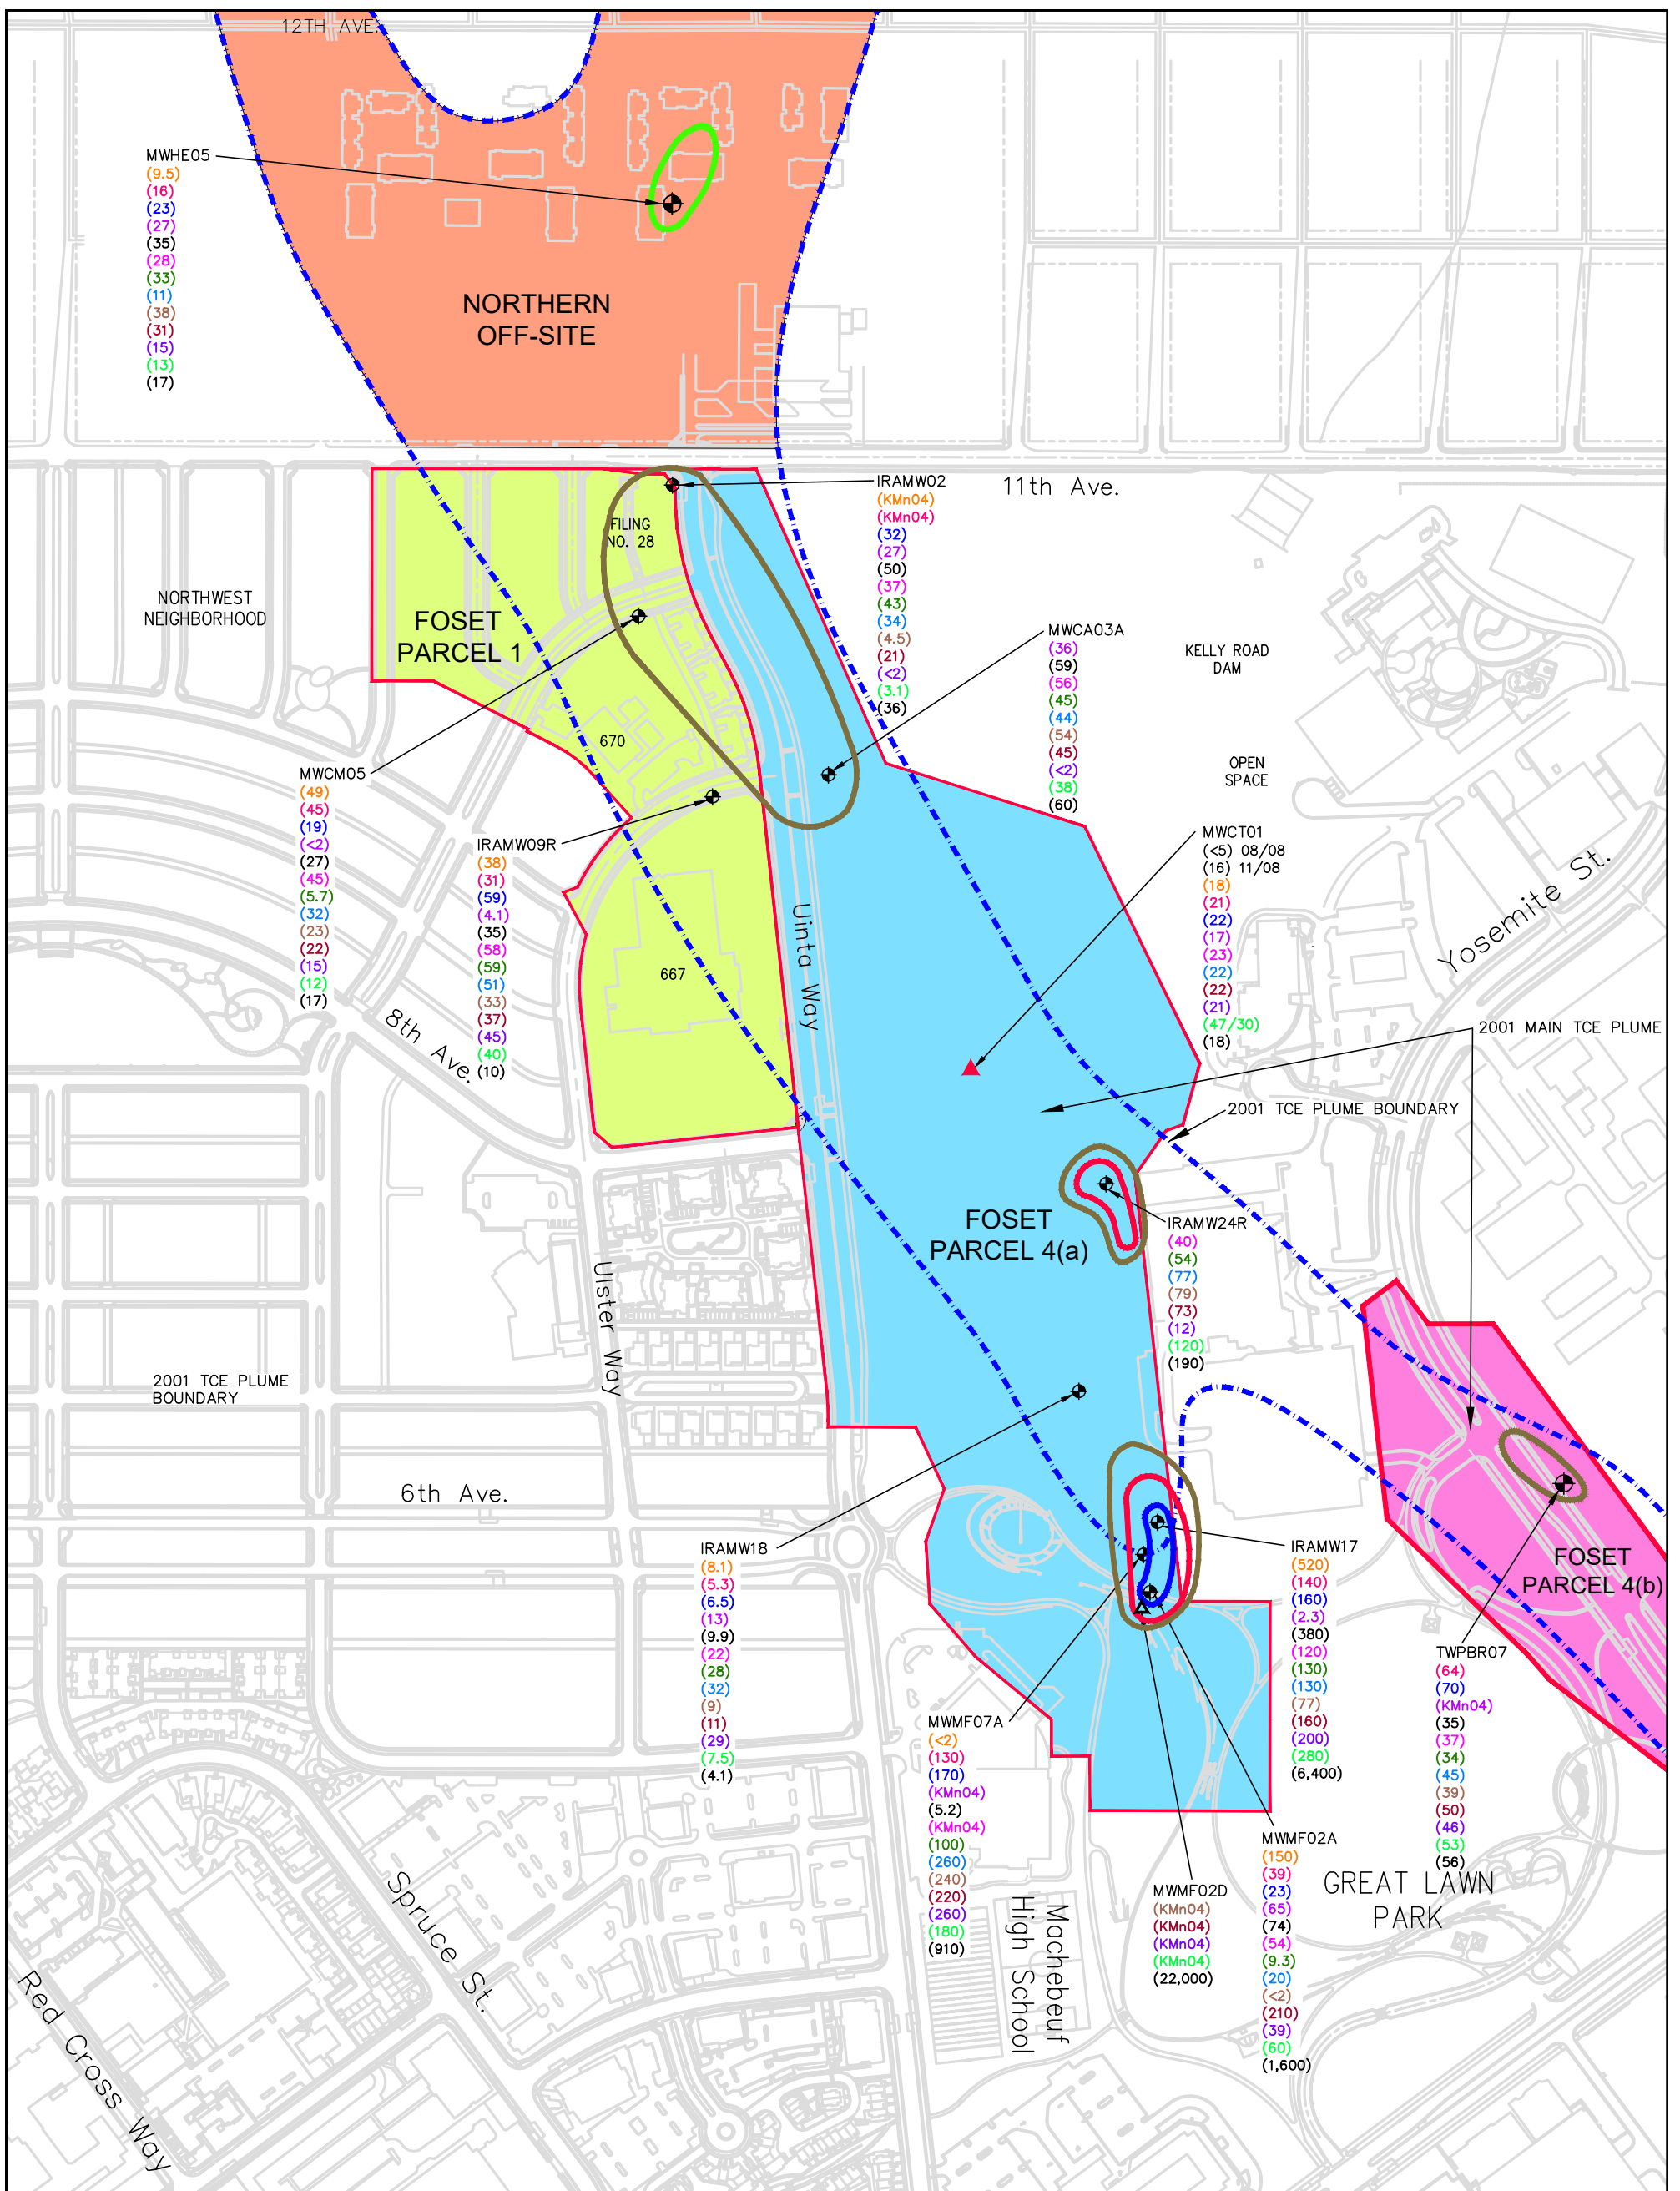 12TH AVE.
MWHE05
(9.5)
(16)
(23)
(27)
(35)
(28)
(33)
(11)
(38)
(31)
(15)
(13)
(17)
NORTHERN
OFF-SITE
IRAMW02
(KMn04)
(KMn04)
(32)
(27)
(50)
(37)
(43)
(34)
(4.5)
(21)
(<2)
(3.1)
(36)
11th Ave.
FILING
NO. 28
NORTHWEST
NEIGHBORHOOD
FOSET
PARCEL 1
MWCA03A
(36)
(59)
(56)
(45)
(44)
(54)
(45)
(<2)
(38)
(60)
KELLY ROAD
DAM
OPEN
SPACE
670
MWCM05
(49)
(45)
(19)
(<2)
(27)
(45)
(5.7)
(32)
(23)
(22)
(15)
(12)
(17)
IRAMW09R
(38)
(31)
(59)
(4.1)
(35)
(58)
(59)
(51)
(33)
(37)
(45)
(40)
(10)
MWCT01
(<5) 08/08
(16) 11/08
(18)
(21)
(22)
(17)
(23)
(22)
(22)
(21)
(47/30)
(18)
Yosemite St.
667
Uinta Way
8th Ave.
2001 MAIN TCE PLUME
2001 TCE PLUME BOUNDARY
FOSET
PARCEL 4(a)
IRAMW24R
(40)
(54)
(77)
(79)
(73)
(12)
(120)
(190)
Ulster Way
2001 TCE PLUME
BOUNDARY
6th Ave.
IRAMW18
(8.1)
(5.3)
(6.5)
(13)
(9.9)
(22)
(28)
(32)
(9)
(11)
(29)
(7.5)
(4.1)
IRAMW17
(520)
(140)
(160)
(2.3)
(380)
(120)
(130)
(130)
(77)
(160)
(200)
(280)
(6,400)
FOSET
PARCEL 4(b)
TWPBR07
(64)
(70)
(KMn04)
(35)
(37)
(34)
(45)
(39)
(50)
(46)
(53)
(56)
MWMF07A
(<2)
(130)
(170)
(KMn04)
(5.2)
(KMn04)
(100)
(260)
(240)
(220)
(260)
(180)
(910)
MWMF02A
(150)
(39)
(23)
(65)
(74)
(54)
(9.3)
(20)
(<2)
(210)
(39)
(60)
(1,600)
MWMF02D
(KMn04)
(KMn04)
(KMn04)
(KMn04)
(22,000)
GREAT LAWN
PARK
Machebeuf
High School
Spruce St.
Red Cross Way